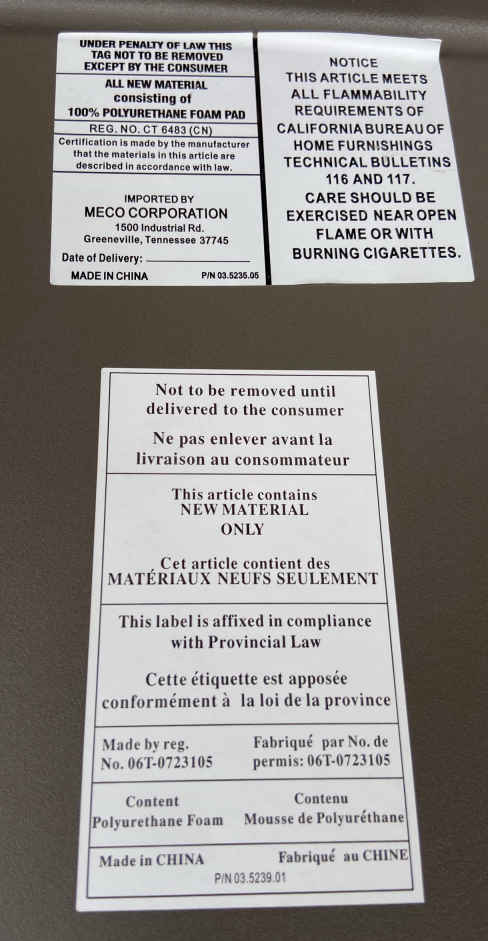 UNDER PENALTY OF LAW THIS
TAG NOT TO BE REMOVED
EXCEPT BY THE CONSUMER
ALL NEW MATERIAL
consisting of
100% POLYURETHANE FOAM PAD
REG. NO. CT 6483 (CN)
Certification is made by the manufacturer
that the materials in this article are
described in accordance with law.
IMPORTED BY
MECO CORPORATION
1500 Industrial Rd.
Greeneville, Tennessee 37745
Date of Delivery:
MADE IN CHINA P/N 03.5235.05
NOTICE
THIS ARTICLE MEETS
ALL FLAMMABILITY
REQUIREMENTS OF
CALIFORNIA BUREAU OF
HOME FURNISHINGS
TECHNICAL BULLETINS
116 AND 117.
CARE SHOULD BE
EXERCISED NEAR OPEN
FLAME OR WITH
BURNING CIGARETTES.
Not to be removed until
delivered to the consumer
Ne pas enlever avant la
livraison au consommateur
This article contains
NEW MATERIAL
ONLY
Cet article contient des
MATÉRIAUX NEUFS SEULEMENT
This label is affixed in compliance
with Provincial Law
Cette étiquette est apposée
conformément à la loi de la province
Made by reg. Fabriqué par No. de
No. 06T-0723105 permis: 06T-0723105
Content Contenu
Polyurethane Foam Mousse de Polyuréthane
Made in CHINA Fabriqué au CHINE
P/N 03.5239.01